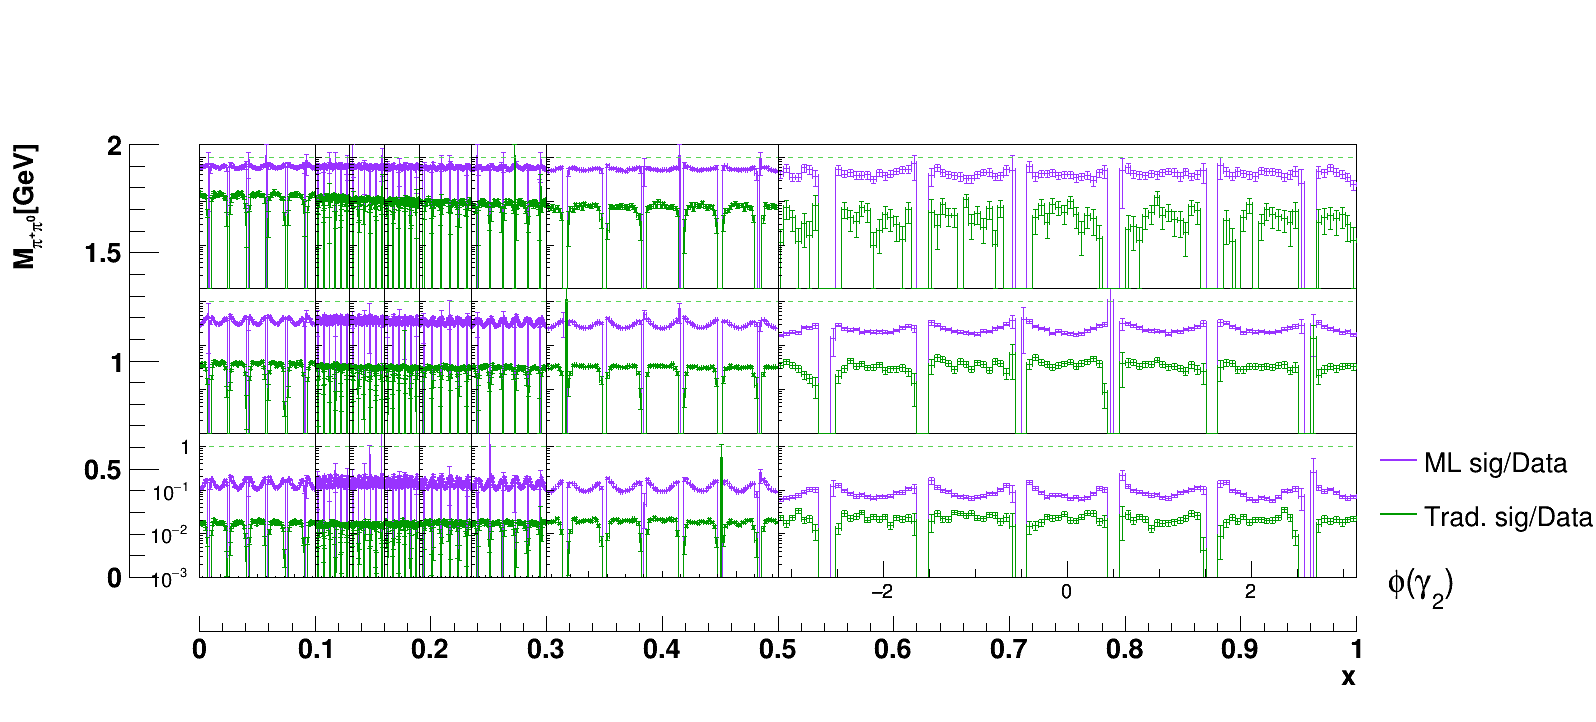 M_{π⁺π⁰}[GeV]
2
1.5
1
0.5
0
1
10⁻¹
10⁻²
10⁻³
ML sig/Data
Trad. sig/Data
−2 0 2
ϕ(γ₂)
0 0.1 0.2 0.3 0.4 0.5 0.6 0.7 0.8 0.9 1
x